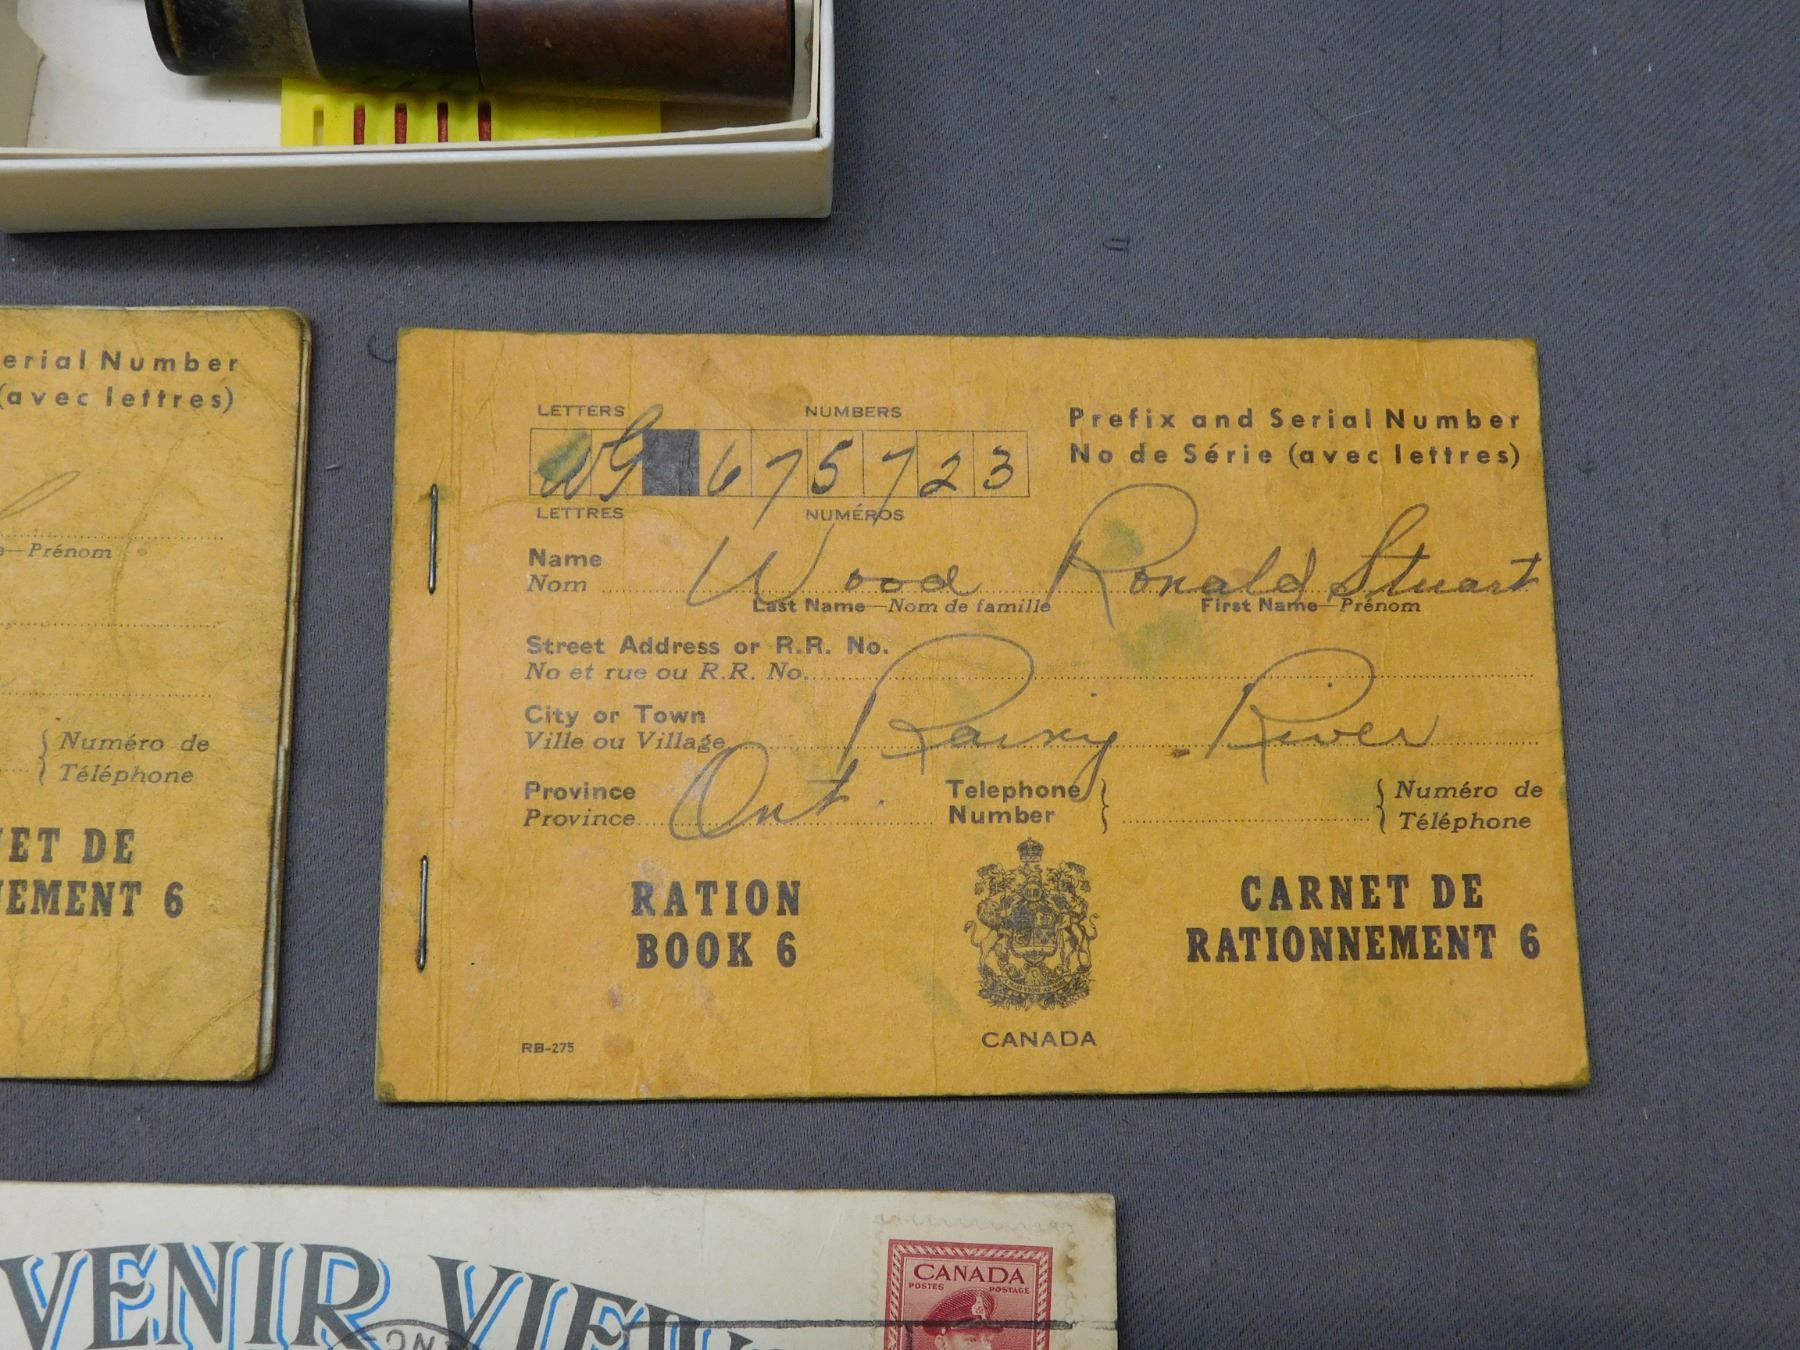 erial Number
(avec lettres)
Prénom
Numéro de
Téléphone
ET DE
NEMENT 6
LETTERS NUMBERS
WG 675723
LETTRES NUMÉROS
Prefix and Serial Number
No de Série (avec lettres)
Name
Nom
Wood Ronald Stuart
Last Name—Nom de famille First Name—Prénom
Street Address or R.R. No.
No et rue ou R.R. No.
City or Town
Ville ou Village
Rainy River
Province
Province
Ont.
Telephone
Number
Numéro de
Téléphone
RATION
BOOK 6
CARNET DE
RATIONNEMENT 6
RB-275
CANADA
VENIR VIEW
CANADA
POSTES POSTAGE